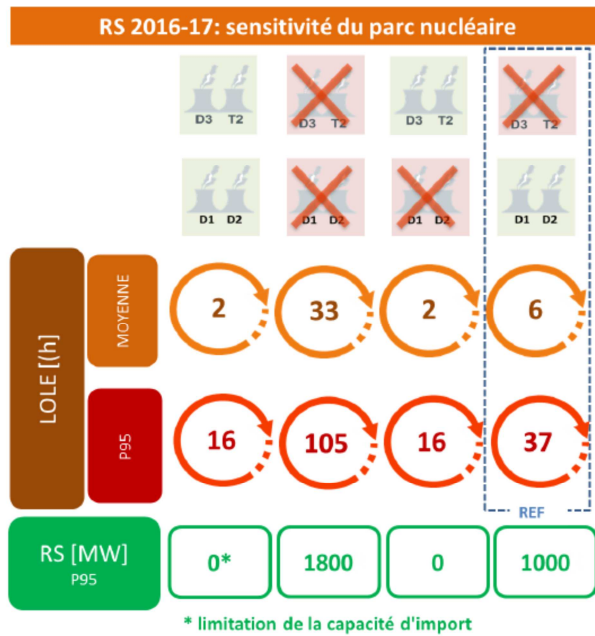 RS 2016-17: sensitivité du parc nucléaire
D3 T2 D3 T2 D3 T2 D3 T2
D1 D2 D1 D2 D1 D2 D1 D2
LOLE [(h]
MOYENNE
2 33 2 6
P95
16 105 16 37
REF
RS [MW]
P95
0* 1800 0 1000
* limitation de la capacité d'import